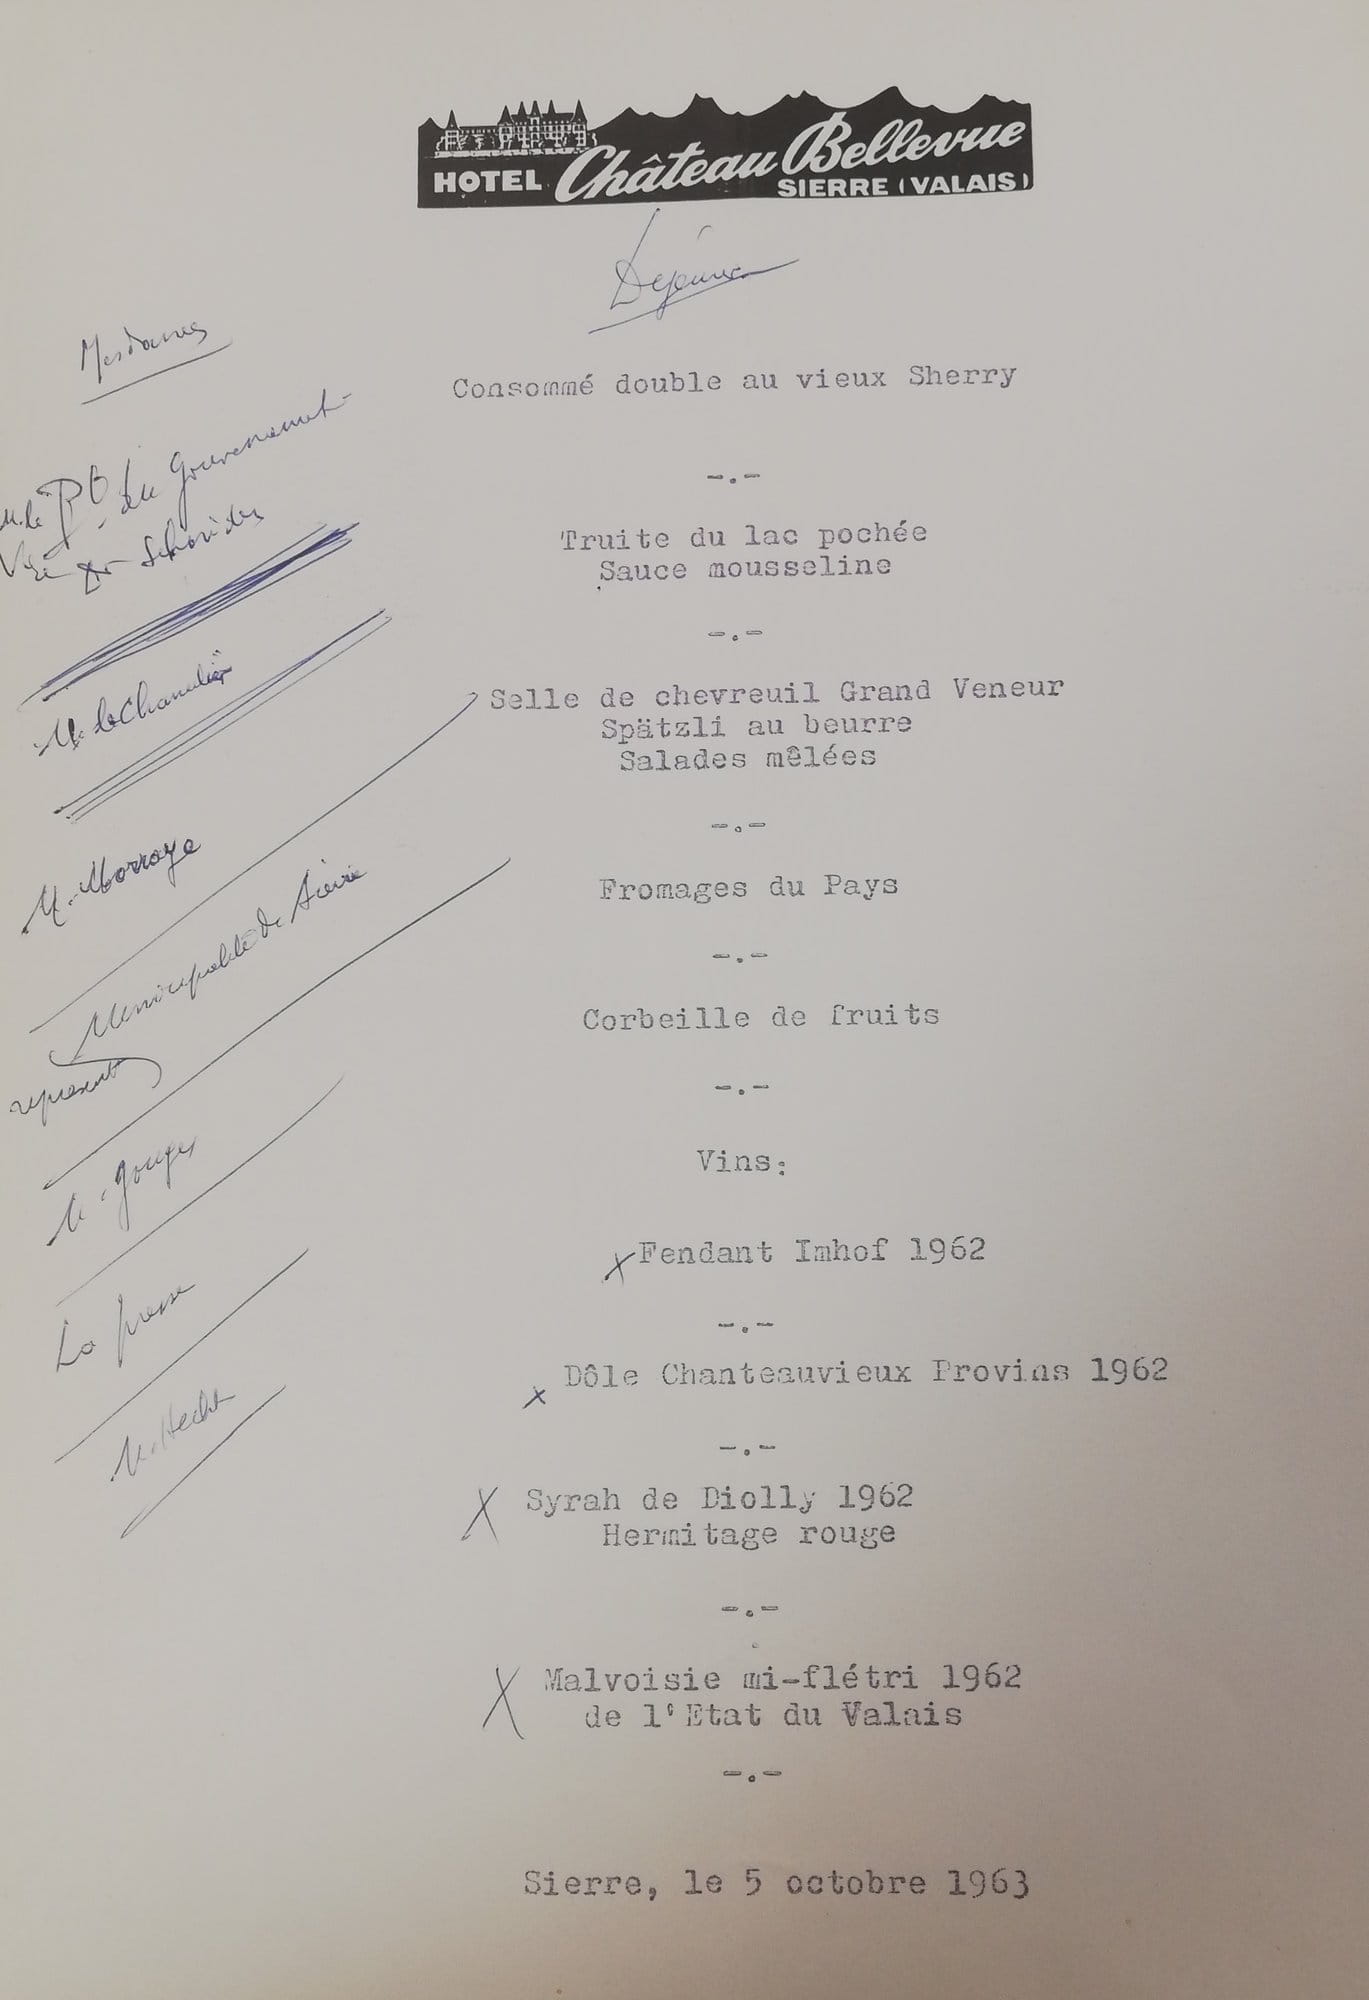 HOTEL Château Bellevue
SIERRE (VALAIS)
Déjeuner
Mesdames
Consommé double au vieux Sherry
-.-
du Gouvernement
Truite du lac pochée
Sauce mousseline
-.-
M. le Chancelier
Selle de chevreuil Grand Veneur
Spätzli au beurre
Salades mêlées
-.-
M.
Fromages du Pays
-.-
Municipalité de Sierre
Corbeille de fruits
-.-
Vins:
La presse
x Fendant Imhof 1962
-.-
x Dôle Chanteauvieux Provins 1962
M. Hecht
-.-
X Syrah de Diolly 1962
Hermitage rouge
-.-
X Malvoisie mi-flétri 1962
de l'Etat du Valais
-.-
Sierre, le 5 octobre 1963